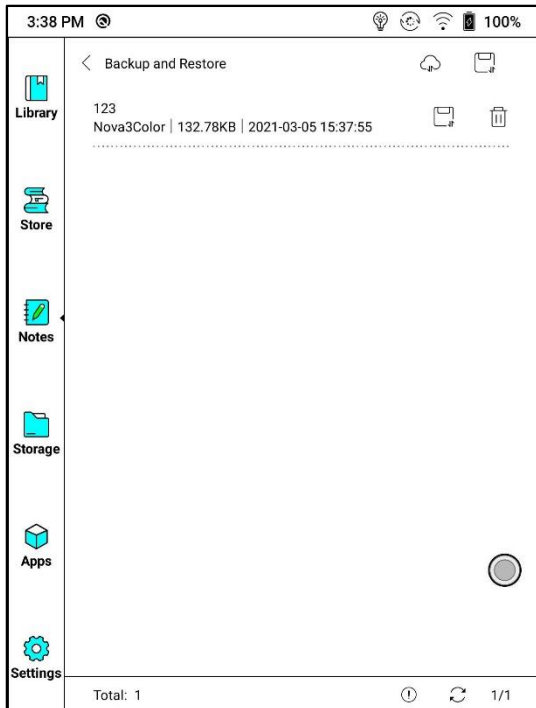 3:38 PM 100%
Backup and Restore
123
Nova3Color | 132.78KB | 2021-03-05 15:37:55
Library
Store
Notes
Storage
Apps
Settings
Total: 1 1/1